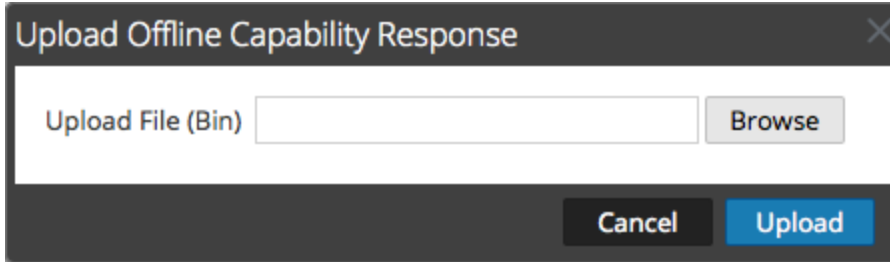 Upload Offline Capability Response
Upload File (Bin) Browse
Cancel Upload